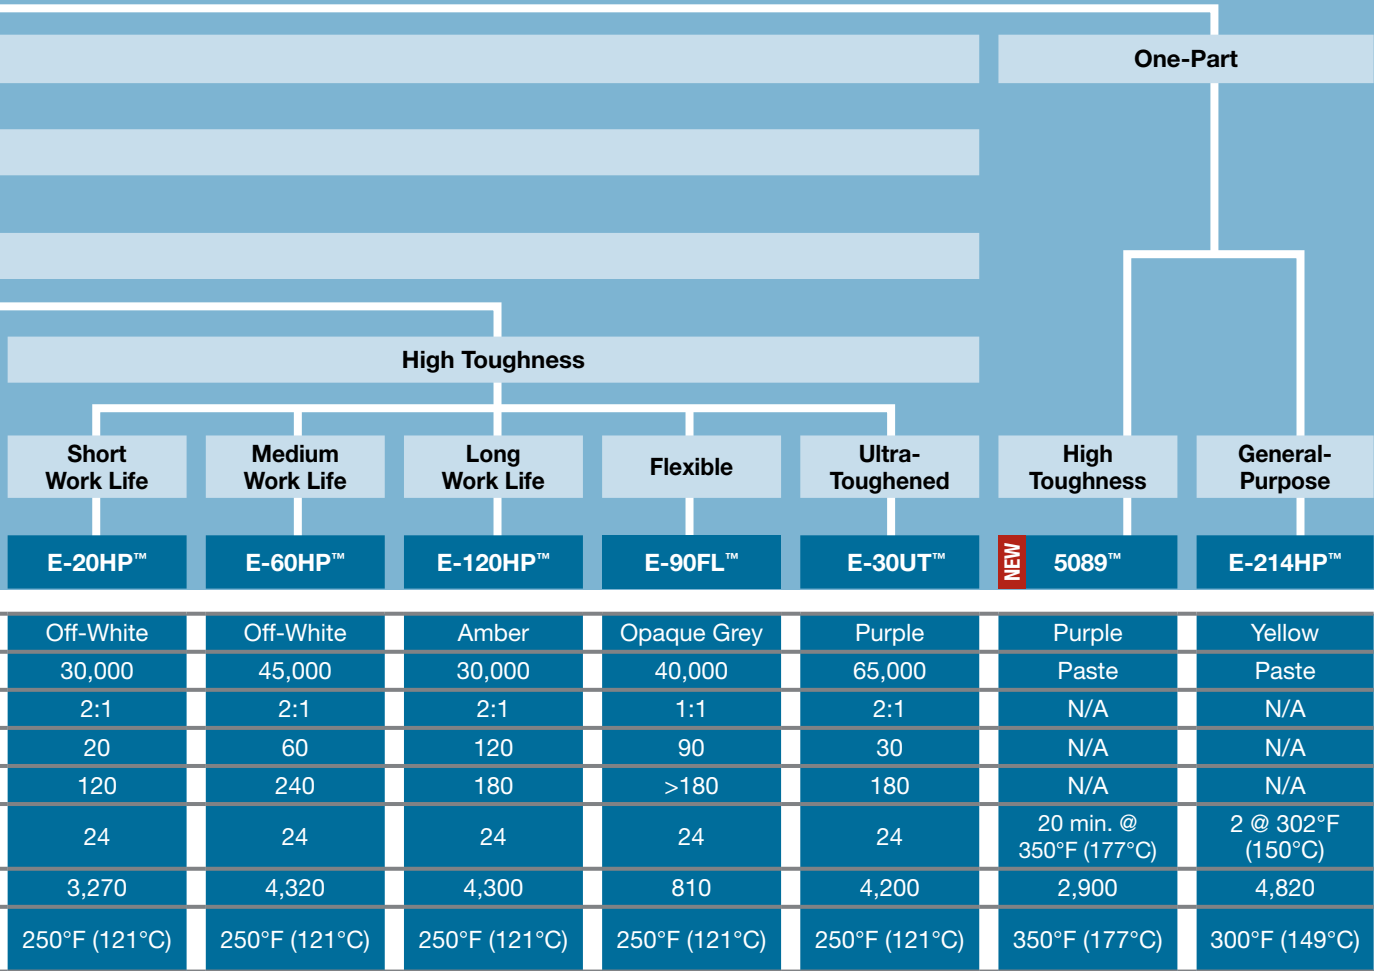 One-Part
High Toughness
Short
Work Life
Medium
Work Life
Long
Work Life
Flexible
Ultra-
Toughened
High
Toughness
General-
Purpose
E-20HP™ E-60HP™ E-120HP™ E-90FL™ E-30UT™ NEW 5089™ E-214HP™
Off-White Off-White Amber Opaque Grey Purple Purple Yellow
30,000 45,000 30,000 40,000 65,000 Paste Paste
2:1 2:1 2:1 1:1 2:1 N/A N/A
20 60 120 90 30 N/A N/A
120 240 180 >180 180 N/A N/A
24 24 24 24 24 20 min. @
350°F (177°C)
2 @ 302°F
(150°C)
3,270 4,320 4,300 810 4,200 2,900 4,820
250°F (121°C) 250°F (121°C) 250°F (121°C) 250°F (121°C) 250°F (121°C) 350°F (177°C) 300°F (149°C)